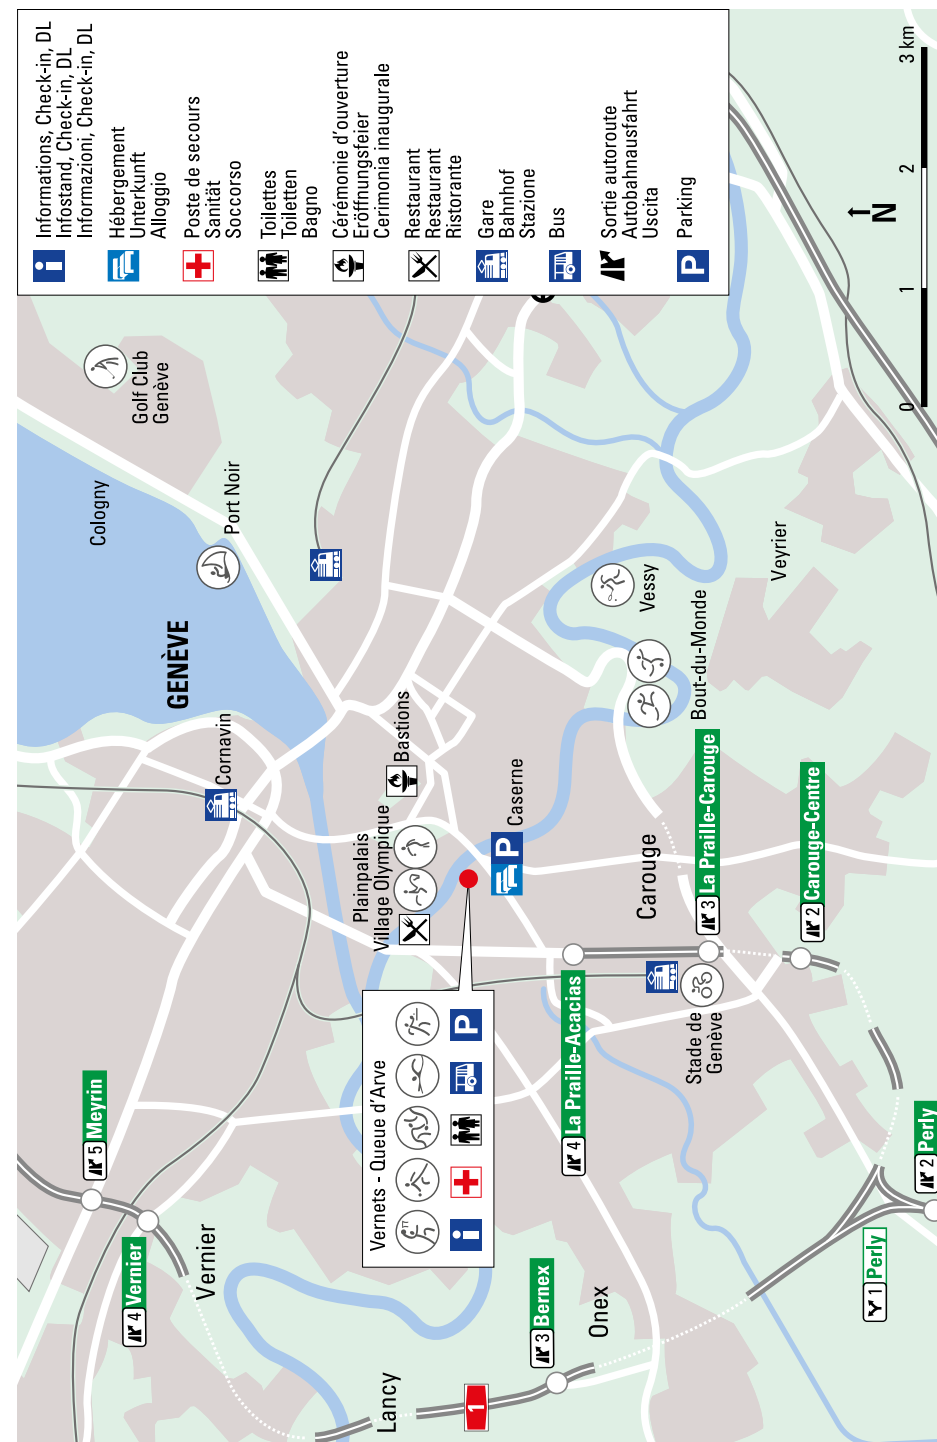 Informations, Check-in, DL
Infostand, Check-in, DL
Informazioni, Check-in, DL
Hébergement
Unterkunft
Alloggio
Poste de secours
Sanität
Soccorso
Toilettes
Toiletten
Bagno
Cérémonie d'ouverture
Eröffnungsfeier
Cerimonia inaugurale
Restaurant
Restaurant
Ristorante
Gare
Bahnhof
Stazione
Bus
Sortie autoroute
Autobahnausfahrt
Uscita
P
Parking
N
0
1
2
3 km
Golf Club
Genève
Cologny
Port Noir
GENÈVE
Cornavin
Bastions
Plainpalais
Village Olympique
Caserne
P
Vessy
Veyrier
Bout-du-Monde
Carouge
3 La Praille-Carouge
2 Carouge-Centre
Stade de
Genève
4 La Praille-Acacias
Vernets - Queue d'Arve
TT
P
5 Meyrin
4 Vernier
Vernier
3 Bernex
Onex
Lancy
1
1 Perly
2 Perly